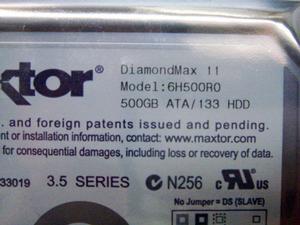 xtor®
DiamondMax 11
Model:6H500R0
500GB ATA/133 HDD
. and foreign patents issued and pending.
nt or installation information, contact: www.maxtor.com
for consequential damages, including loss or recovery of data.
33019
3.5 SERIES
N256
c RU us
No Jumper = DS (SLAVE)